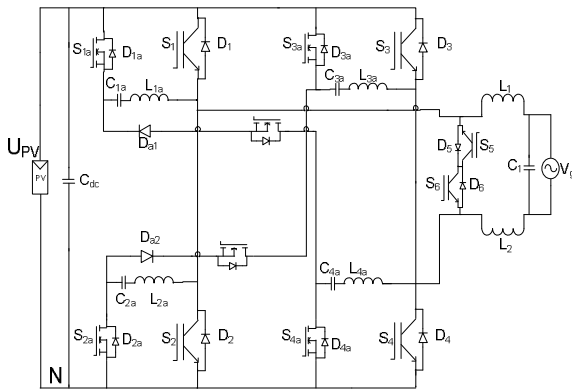 S1a D1a S1 D1 S3a D3a S3 D3
C1a L1a C3a L3a
L1
Da1
D5 S5
UPV
PV
Cdc
S6 D6
C1 Vg
Da2
L2
C2a L2a C4a L4a
S2a D2a S2 D2 S4a D4a S4 D4
N